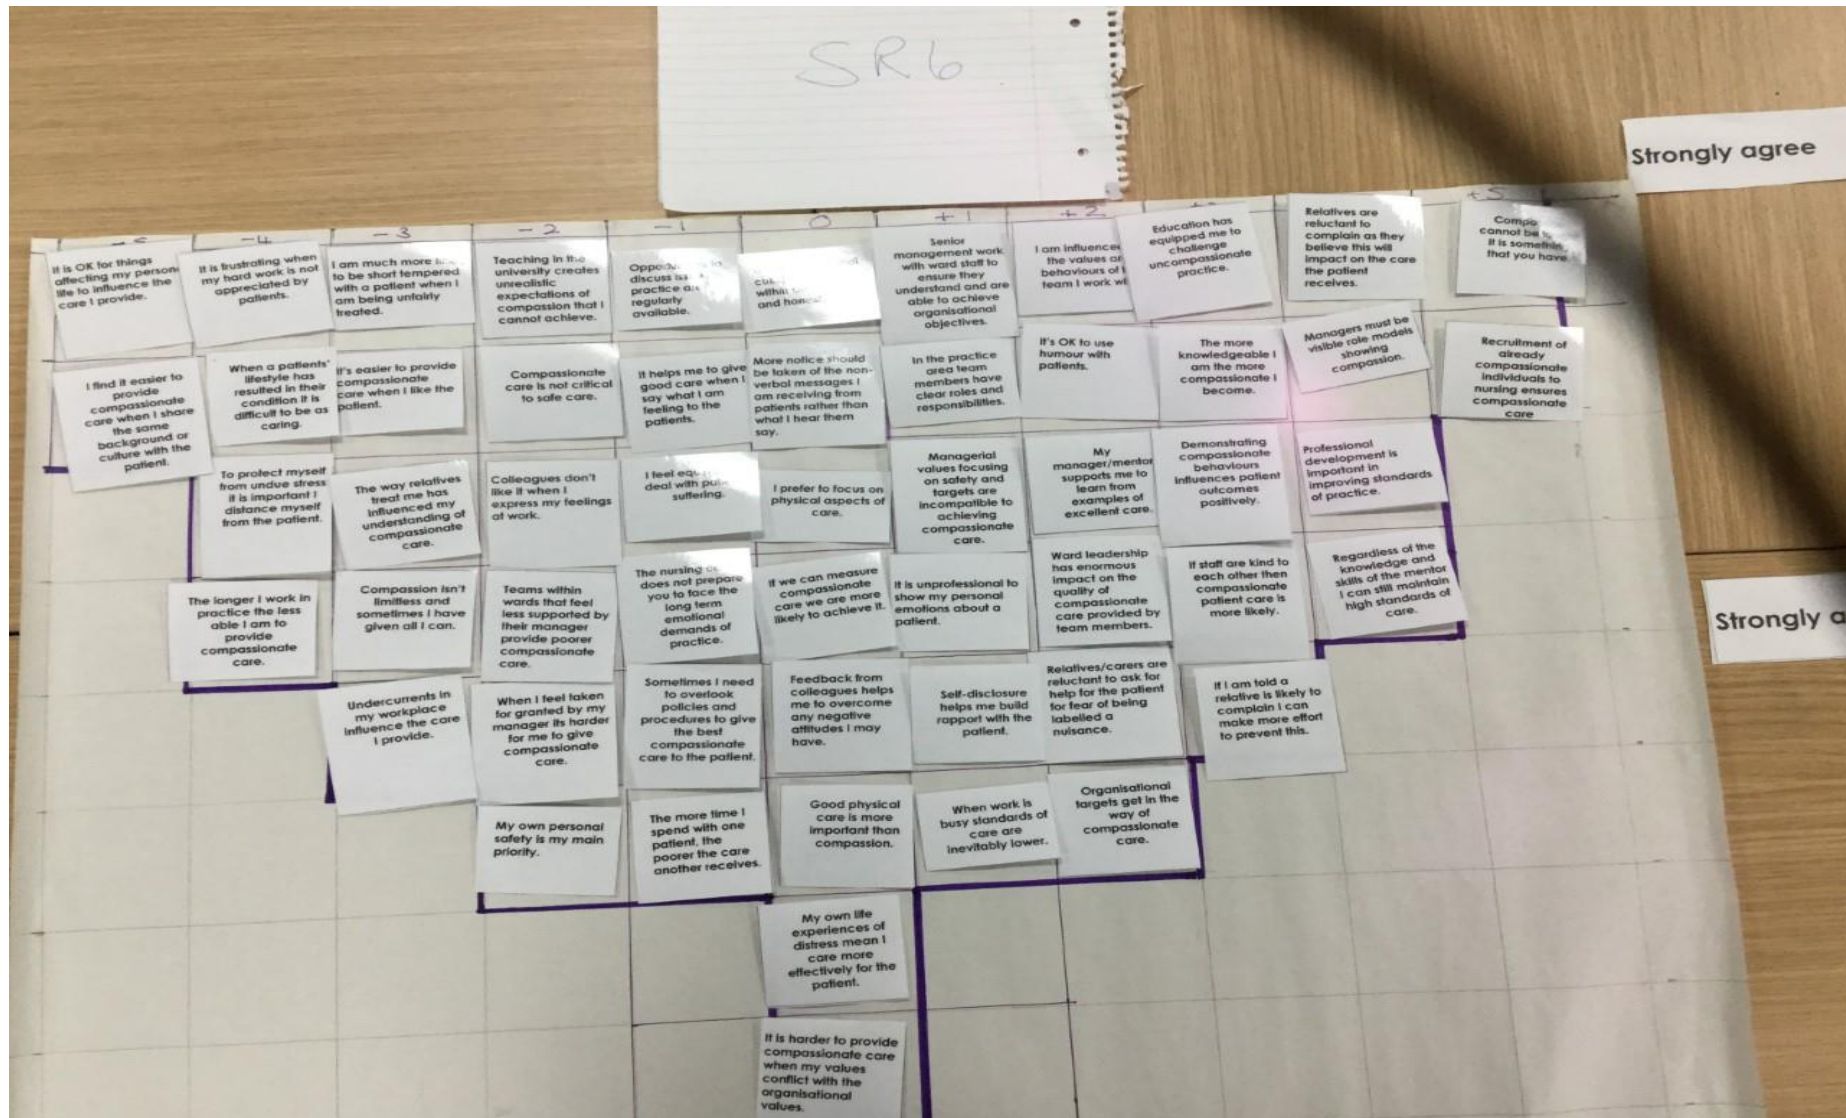 SR6
Strongly agree
-5
-4
-3
-2
-1
0
+1
+2
+5
It is OK for things
affecting my person
life to influence the
care I provide.
It is frustrating when
my hard work is not
appreciated by
patients.
I am much more
to be short tempered
with a patient when I
am being unfairly
treated.
Teaching in the
university creates
unrealistic
expectations of
compassion that I
cannot achieve.
discuss
practice
regularly
available.
and
Senior
management work
with ward staff to
ensure they
understand and are
able to achieve
organisational
objectives.
I am influence
the values
behaviours of
team I work
Education has
equipped me to
challenge
uncompassionate
practice.
Relatives are
reluctant to
complain as they
believe this will
impact on the care
the patient
receives.
Compa
cannot be
it is
that you have
I find it easier to
provide
compassionate
care when I share
the same
background or
culture with the
patient.
When a patients'
lifestyle has
resulted in their
condition it is
difficult to be as
caring.
It's easier to provide
compassionate
care when I like the
patient.
Compassionate
care is not critical
to safe care.
It helps me to give
good care when I
say what I am
feeling to the
patients.
More notice should
be taken of the non-
verbal messages I
am receiving from
patients rather than
what I hear them
say.
In the practice
area team
members have
clear roles and
responsibilities.
It's OK to use
humour with
patients.
The more
knowledgeable I
am the more
compassionate I
become.
Managers must be
visible role models
showing
compassion.
Recruitment of
already
compassionate
individuals to
nursing ensures
compassionate
care
To protect myself
from undue stress
it is important I
distance myself
from the patient.
The way relatives
treat me has
influenced my
understanding of
compassionate
care.
Colleagues don't
like it when I
express my feelings
at work.
I feel
deal with
suffering.
I prefer to focus on
physical aspects of
care.
Managerial
values focusing
on safety and
targets are
incompatible to
achieving
compassionate
care.
My
manager/mentor
supports me to
learn from
examples of
excellent care.
Demonstrating
compassionate
behaviours
influences patient
outcomes
positively.
Professional
development is
important in
improving standards
of practice.
The longer I work in
practice the less
able I am to
provide
compassionate
care.
Compassion isn't
limitless and
sometimes I have
given all I can.
Teams within
wards that feel
less supported by
their manager
provide poorer
compassionate
care.
The nursing
does not prepare
you to face the
long term
emotional
demands of
practice.
If we can measure
compassionate
care we are more
likely to achieve it.
It is unprofessional to
show my personal
emotions about a
patient.
Ward leadership
has enormous
impact on the
quality of
compassionate
care provided by
team members.
If staff are kind to
each other then
compassionate
patient care is
more likely.
Regardless of the
knowledge and
skills of the mentor
I can still maintain
high standards of
care.
Strongly a
Undercurrents in
my workplace
influence the care
I provide.
When I feel taken
for granted by my
manager its harder
for me to give
compassionate
care.
Sometimes I need
to overlook
policies and
procedures to give
the best
compassionate
care to the patient.
Feedback from
colleagues helps
me to overcome
any negative
attitudes I may
have.
Self-disclosure
helps me build
rapport with the
patient.
Relatives/carers are
reluctant to ask for
help for the patient
for fear of being
labelled a
nuisance.
If I am told a
relative is likely to
complain I can
make more effort
to prevent this.
My own personal
safety is my main
priority.
The more time I
spend with one
patient, the
poorer the care
another receives.
Good physical
care is more
important than
compassion.
When work is
busy standards of
care are
inevitably lower.
Organisational
targets get in the
way of
compassionate
care.
My own life
experiences of
distress mean I
care more
effectively for the
patient.
It is harder to provide
compassionate care
when my values
conflict with the
organisational
values.